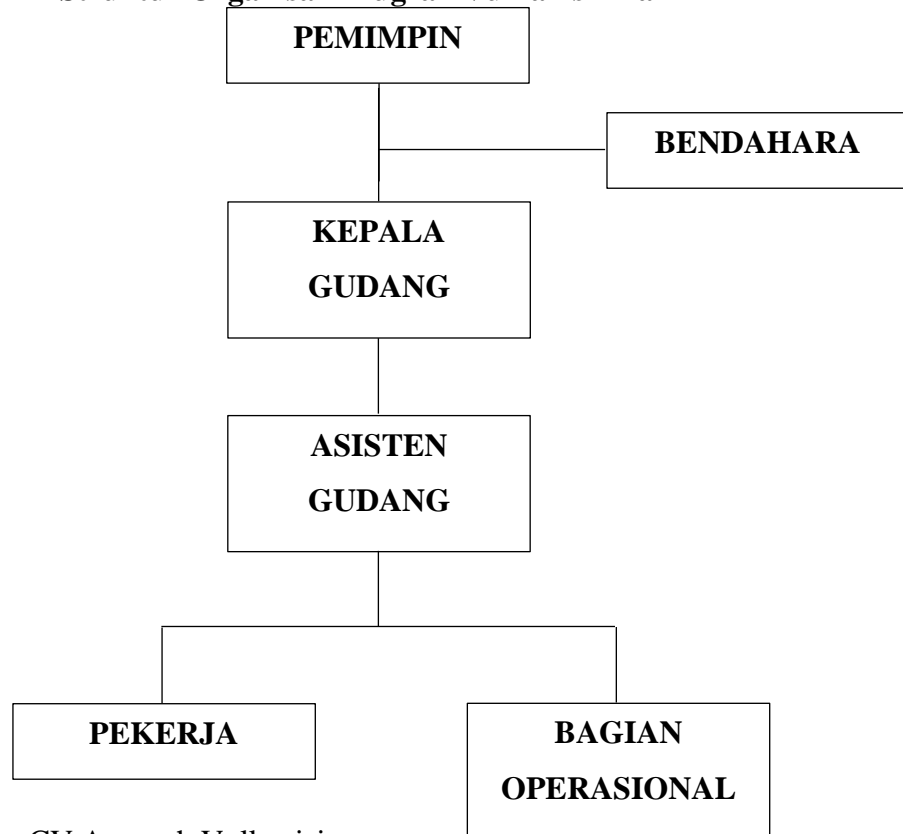 PEMIMPIN
BENDAHARA
KEPALA
GUDANG
ASISTEN
GUDANG
PEKERJA
BAGIAN
OPERASIONAL